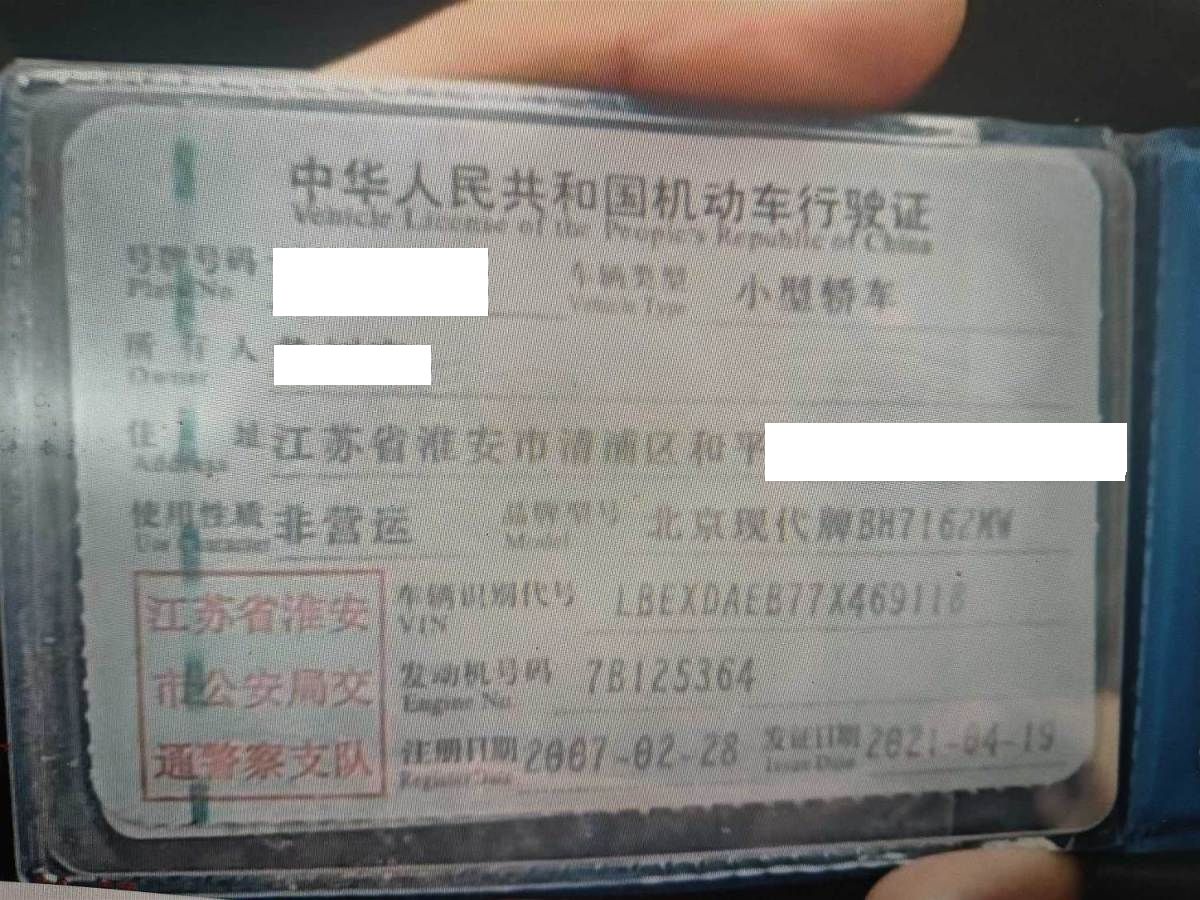 中华人民共和国机动车行驶证
Vehicle License of the People's Republic of China
号牌号码 车辆类型 小型轿车
Plate No. Vehicle Type
所有人
Owner
住址 江苏省淮安市清浦区和平
Address
使用性质 非营运 品牌型号 北京现代牌BH7162MW
Use Character Model
江苏省淮安 车辆识别代号 LBEXDAEB77X469116
VIN
市公安局交 发动机号码 7B125364
Engine No.
通警察支队 注册日期 2007-02-28 发证日期 2021-04-19
Register Date Issue Date